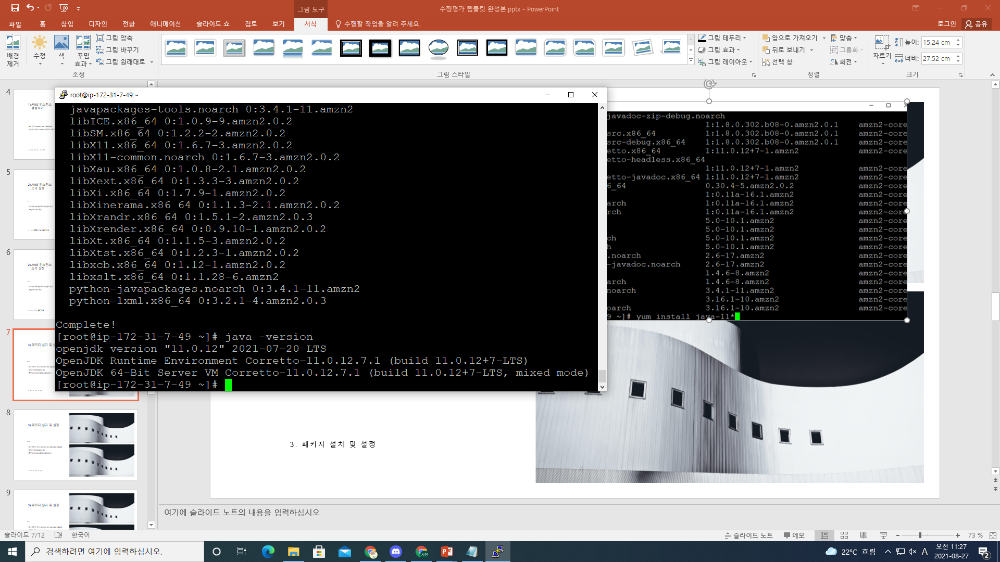 그림 도구
수행평가 템플릿 완성본.pptx - PowerPoint
파일 홈 삽입 디자인 전환 애니메이션 슬라이드 쇼 검토 보기 서식 수행할 작업을 알려 주세요.
로그인 공유
배경 제거
수정
색
꾸밈 효과
그림 압축
그림 바꾸기
그림 원래대로
조정
그림 스타일
그림 테두리
그림 효과
그림 레이아웃
앞으로 가져오기
뒤로 보내기
선택 창
맞춤
그룹화
회전
정렬
자르기
높이: 15.24 cm
너비: 27.52 cm
크기
4
1) AWS 인스턴스
생성하기
5
2) AWS 인스턴스
초기 설정
6
2) AWS 인스턴스
초기 설정
7
8
3) 패키지 설치 및 설정
9
3) 패키지 설치 및 설정
root@ip-172-31-7-49:~
javapackages-tools.noarch 0:3.4.1-11.amzn2
libICE.x86_64 0:1.0.9-9.amzn2.0.2
libSM.x86_64 0:1.2.2-2.amzn2.0.2
libX11.x86_64 0:1.6.7-3.amzn2.0.2
libX11-common.noarch 0:1.6.7-3.amzn2.0.2
libXau.x86_64 0:1.0.8-2.1.amzn2.0.2
libXext.x86_64 0:1.3.3-3.amzn2.0.2
libXi.x86_64 0:1.7.9-1.amzn2.0.2
libXinerama.x86_64 0:1.1.3-2.1.amzn2.0.2
libXrandr.x86_64 0:1.5.1-2.amzn2.0.3
libXrender.x86_64 0:0.9.10-1.amzn2.0.2
libXt.x86_64 0:1.1.5-3.amzn2.0.2
libXtst.x86_64 0:1.2.3-1.amzn2.0.2
libxcb.x86_64 0:1.12-1.amzn2.0.2
libxslt.x86_64 0:1.1.28-6.amzn2
python-javapackages.noarch 0:3.4.1-11.amzn2
python-lxml.x86_64 0:3.2.1-4.amzn2.0.3
Complete!
[root@ip-172-31-7-49 ~]# java -version
openjdk version "11.0.12" 2021-07-20 LTS
OpenJDK Runtime Environment Corretto-11.0.12.7.1 (build 11.0.12+7-LTS)
OpenJDK 64-Bit Server VM Corretto-11.0.12.7.1 (build 11.0.12+7-LTS, mixed mode)
[root@ip-172-31-7-49 ~]#
javadoc-zip-debug.noarch
1:1.8.0.302.b08-0.amzn2.0.1 amzn2-core
src.x86_64 1:1.8.0.302.b08-0.amzn2.0.1 amzn2-core
src-debug.x86_64 1:1.8.0.302.b08-0.amzn2.0.1 amzn2-core
etto.x86_64 1:11.0.12+7-1.amzn2 amzn2-core
etto-headless.x86_64
1:11.0.12+7-1.amzn2 amzn2-core
etto-javadoc.x86_64 1:11.0.12+7-1.amzn2 amzn2-core
6_64 0.30.4-5.amzn2.0.2 amzn2-core
1:0.11a-16.1.amzn2 amzn2-core
arch 1:0.11a-16.1.amzn2 amzn2-core
rch 1:0.11a-16.1.amzn2 amzn2-core
5.0-10.1.amzn2 amzn2-core
5.0-10.1.amzn2 amzn2-core
ch 5.0-10.1.amzn2 amzn2-core
h 5.0-10.1.amzn2 amzn2-core
.noarch 2.6-17.amzn2 amzn2-core
-javadoc.noarch 2.6-17.amzn2 amzn2-core
1.4.6-8.amzn2 amzn2-core
arch 1.4.6-8.amzn2 amzn2-core
noarch 3.4.1-11.amzn2 amzn2-core
3.16.1-10.amzn2 amzn2-core
oarch 3.16.1-10.amzn2 amzn2-core
9 ~]# yum install java-11*
3. 패키지 설치 및 설정
여기에 슬라이드 노트의 내용을 입력하십시오
슬라이드 7/12 한국어
슬라이드 노트 메모 73 %
검색하려면 여기에 입력하십시오.
22°C 흐림
A
오전 11:27
2021-08-27
2